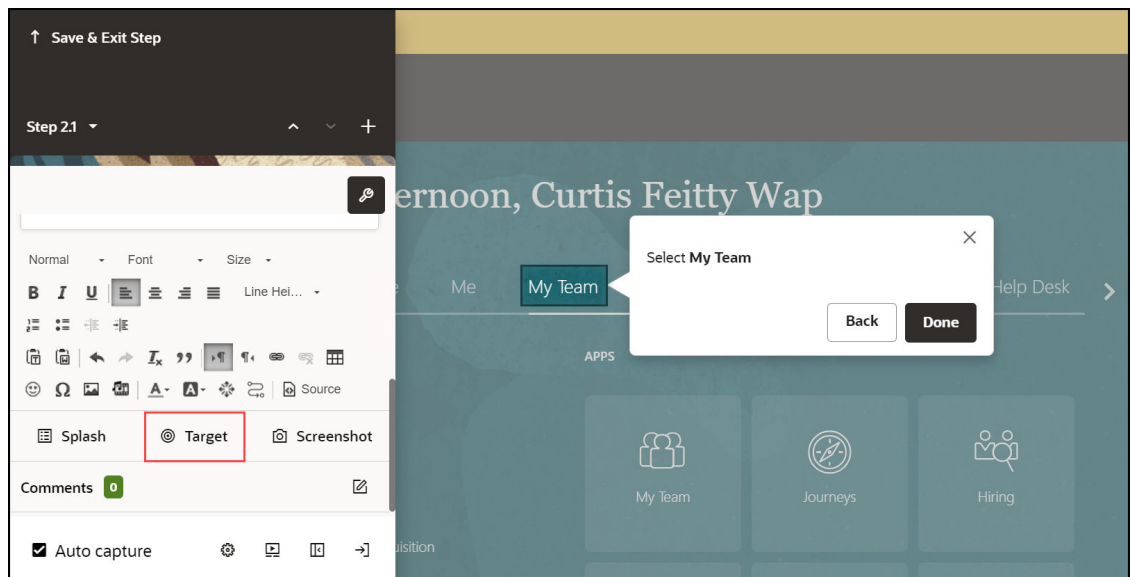 ↑ Save & Exit Step
Step 2.1
Normal Font Size
B I U Line Hei...
Source
Splash Target Screenshot
Comments 0
Auto capture
ernoon, Curtis Feitty Wap
e Me My Team Help Desk
Select My Team
Back Done
APPS
My Team Journeys Hiring
uisition